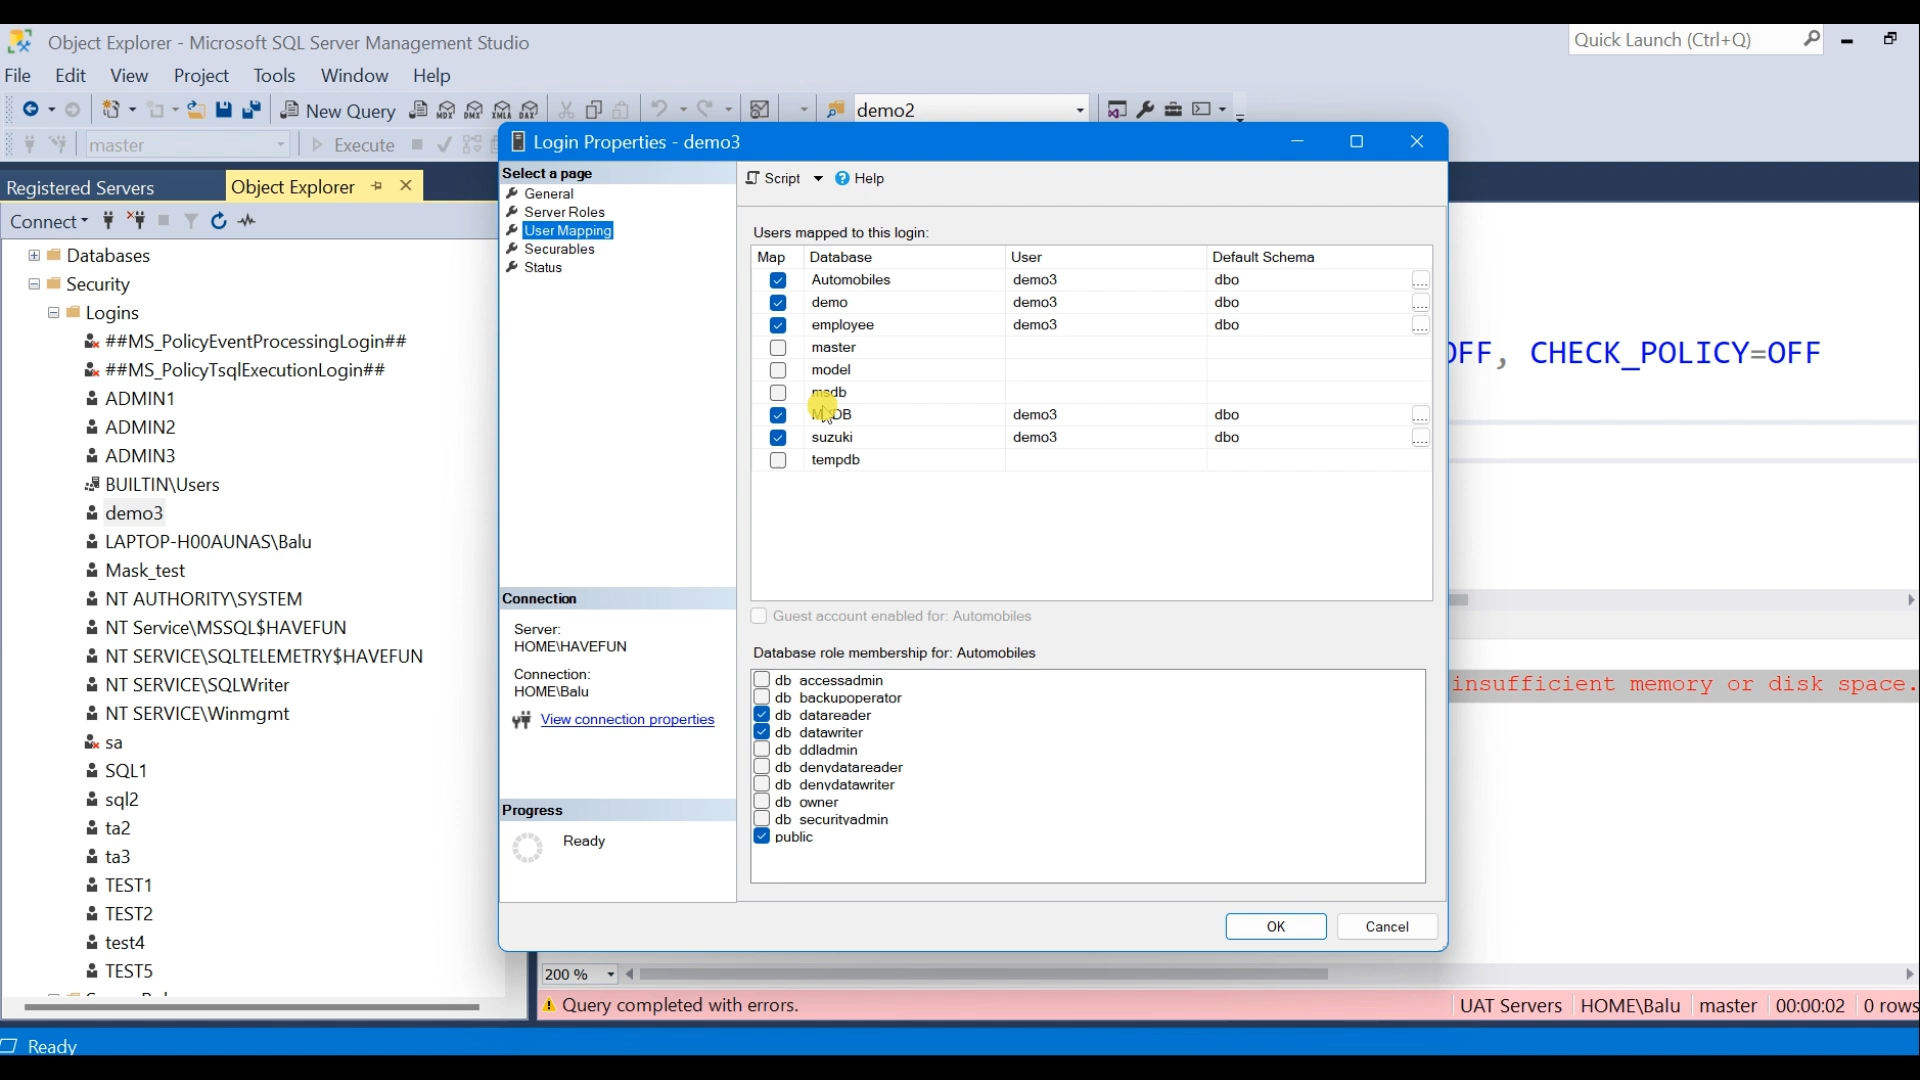 Object Explorer - Microsoft SQL Server Management Studio
Quick Launch (Ctrl+Q)
File Edit View Project Tools Window Help
New Query MDX DMX XMLA DAX demo2
master Execute
Registered Servers Object Explorer
Connect
Databases
Security
Logins
##MS_PolicyEventProcessingLogin##
##MS_PolicyTsqlExecutionLogin##
ADMIN1
ADMIN2
ADMIN3
BUILTIN\Users
demo3
LAPTOP-H00AUNAS\Balu
Mask_test
NT AUTHORITY\SYSTEM
NT Service\MSSQL$HAVEFUN
NT SERVICE\SQLTELEMETRY$HAVEFUN
NT SERVICE\SQLWriter
NT SERVICE\Winmgmt
sa
SQL1
sql2
ta2
ta3
TEST1
TEST2
test4
TEST5
Login Properties - demo3
Select a page
General
Server Roles
User Mapping
Securables
Status
Connection
Server:
HOME\HAVEFUN
Connection:
HOME\Balu
View connection properties
Progress
Ready
Script Help
Users mapped to this login:
Map Database User Default Schema
Automobiles demo3 dbo ...
demo demo3 dbo ...
employee demo3 dbo ...
master
model
msdb
demo3 dbo ...
suzuki demo3 dbo ...
tempdb
Guest account enabled for: Automobiles
Database role membership for: Automobiles
db_accessadmin
db_backupoperator
db_datareader
db_datawriter
db_ddladmin
db_denydatareader
db_denydatawriter
db_owner
db_securityadmin
public
OK Cancel
OFF, CHECK_POLICY=OFF
insufficient memory or disk space.
200 %
Query completed with errors. UAT Servers HOME\Balu master 00:00:02 0 rows
Ready